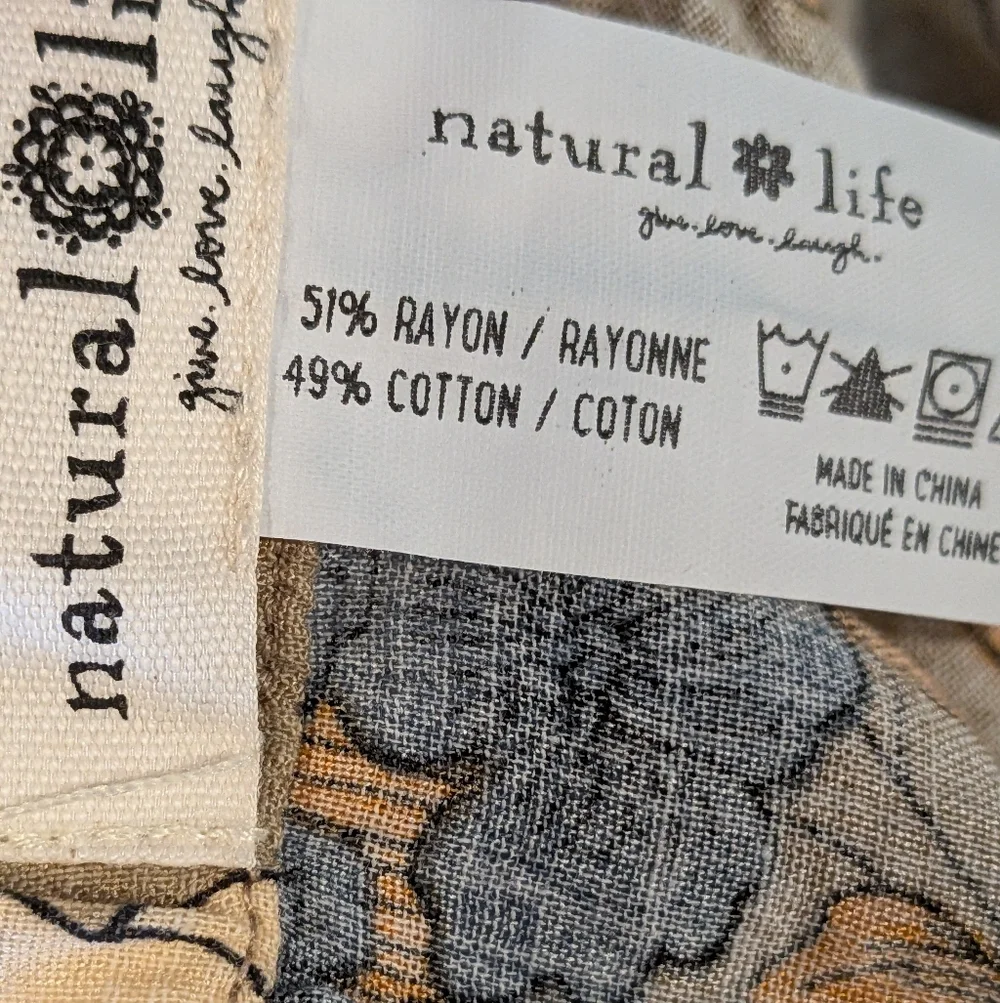 natural li
give.love.laugh
natural life
give.love.laugh.
51% RAYON / RAYONNE
49% COTTON / COTON
MADE IN CHINA
FABRIQUÉ EN CHINE